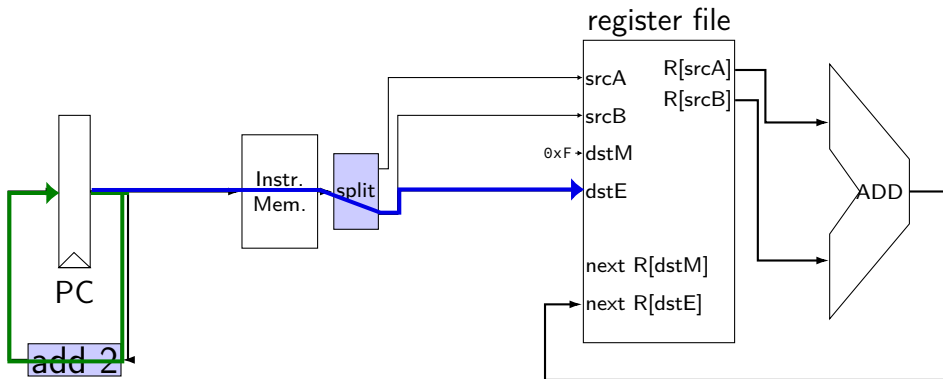 register file
srcA
R[srcA]
R[srcB]
srcB
0xF
dstM
Instr.
Mem.
split
dstE
ADD
next R[dstM]
PC
next R[dstE]
add 2